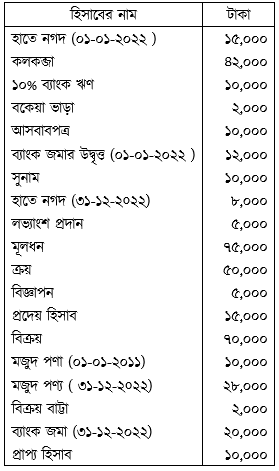 হিসাবের নাম টাকা
হাতে নগদ (০১-০১-২০২২ ) ১৫,০০০
কলকব্জা ৪২,০০০
১০% ব্যাংক ঋণ ১০,০০০
বকেয়া ভাড়া ২,০০০
আসবাবপত্র ১০,০০০
ব্যাংক জমার উদ্বৃত্ত (০১-০১-২০২২ ) ১২,০০০
সুনাম ১০,০০০
হাতে নগদ (৩১-১২-২০২২) ৮,০০০
লভ্যাংশ প্রদান ৫,০০০
মূলধন ৭৫,০০০
ক্রয় ৫০,০০০
বিজ্ঞাপন ৫,০০০
প্রদেয় হিসাব ১৫,০০০
বিক্রয় ৭০,০০০
মজুদ পণা (০১-০১-২০১১) ১০,০০০
মজুদ পণ্য ( ৩১-১২-২০২২) ২৮,০০০
বিক্রয় বাট্টা ২,০০০
ব্যাংক জমা (৩১-১২-২০২২) ২০,০০০
প্রাপ্য হিসাব ১০,০০০